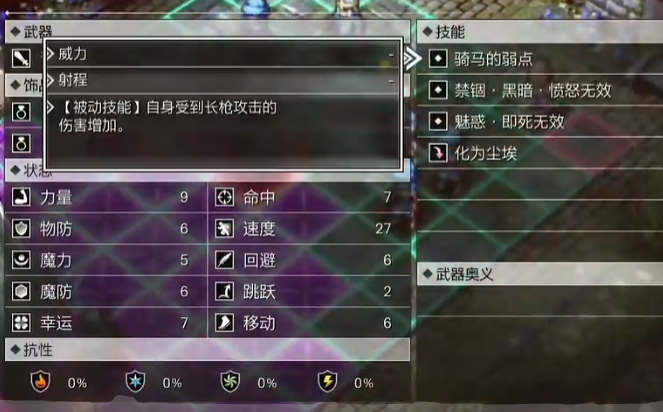 武器
威力 -
射程 -
【被动技能】自身受到长枪攻击的
伤害增加。
技能
骑马的弱点
禁锢·黑暗·愤怒无效
魅惑·即死无效
化为尘埃
武器奥义
力量 9 命中 7
物防 6 速度 27
魔力 5 回避 6
魔防 6 跳跃 2
幸运 7 移动 6
抗性
0% 0% 0% 0%